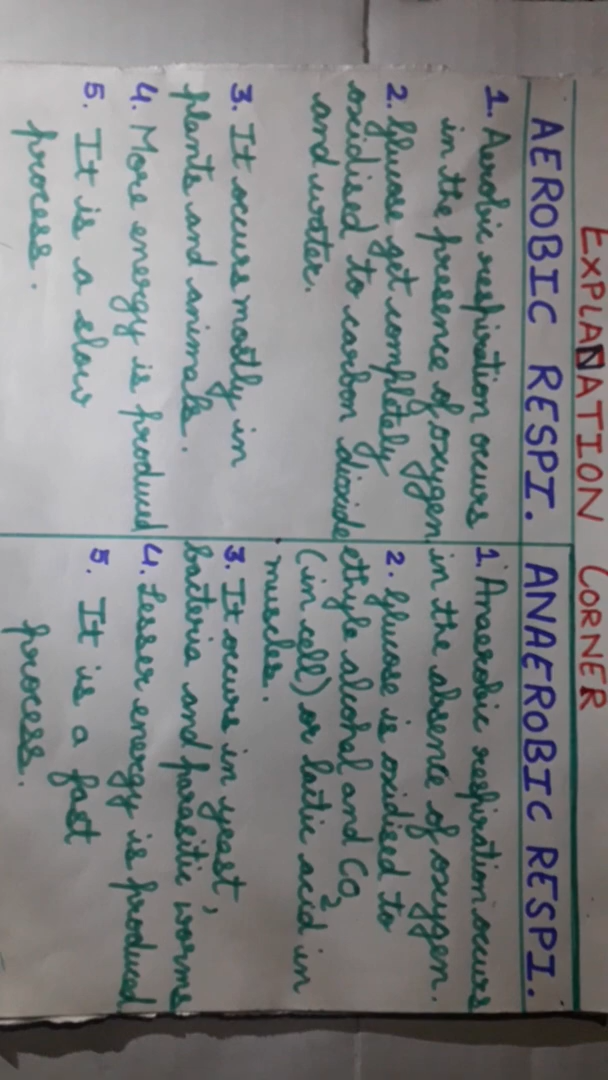 EXPLANATION CORNER
AEROBIC RESPI.
1. Aerobic respiration occurs
in the presence of oxygen
2. Glucose get completely
oxidised to carbon dioxide
and water.
3. It occurs mostly in
plants and animals.
4. More energy is produced
5. It is a slow
process.
ANAEROBIC RESPI.
1. Anaerobic respiration occurs
in the absence of oxygen.
2. Glucose is oxidised to
ethyle alcohal and CO2
(in cell) or latic acid in
muscles.
3. It occurs in yeast,
bacteria and parasitic worms
4. Lesser energy is produced
5. It is a fast
process.